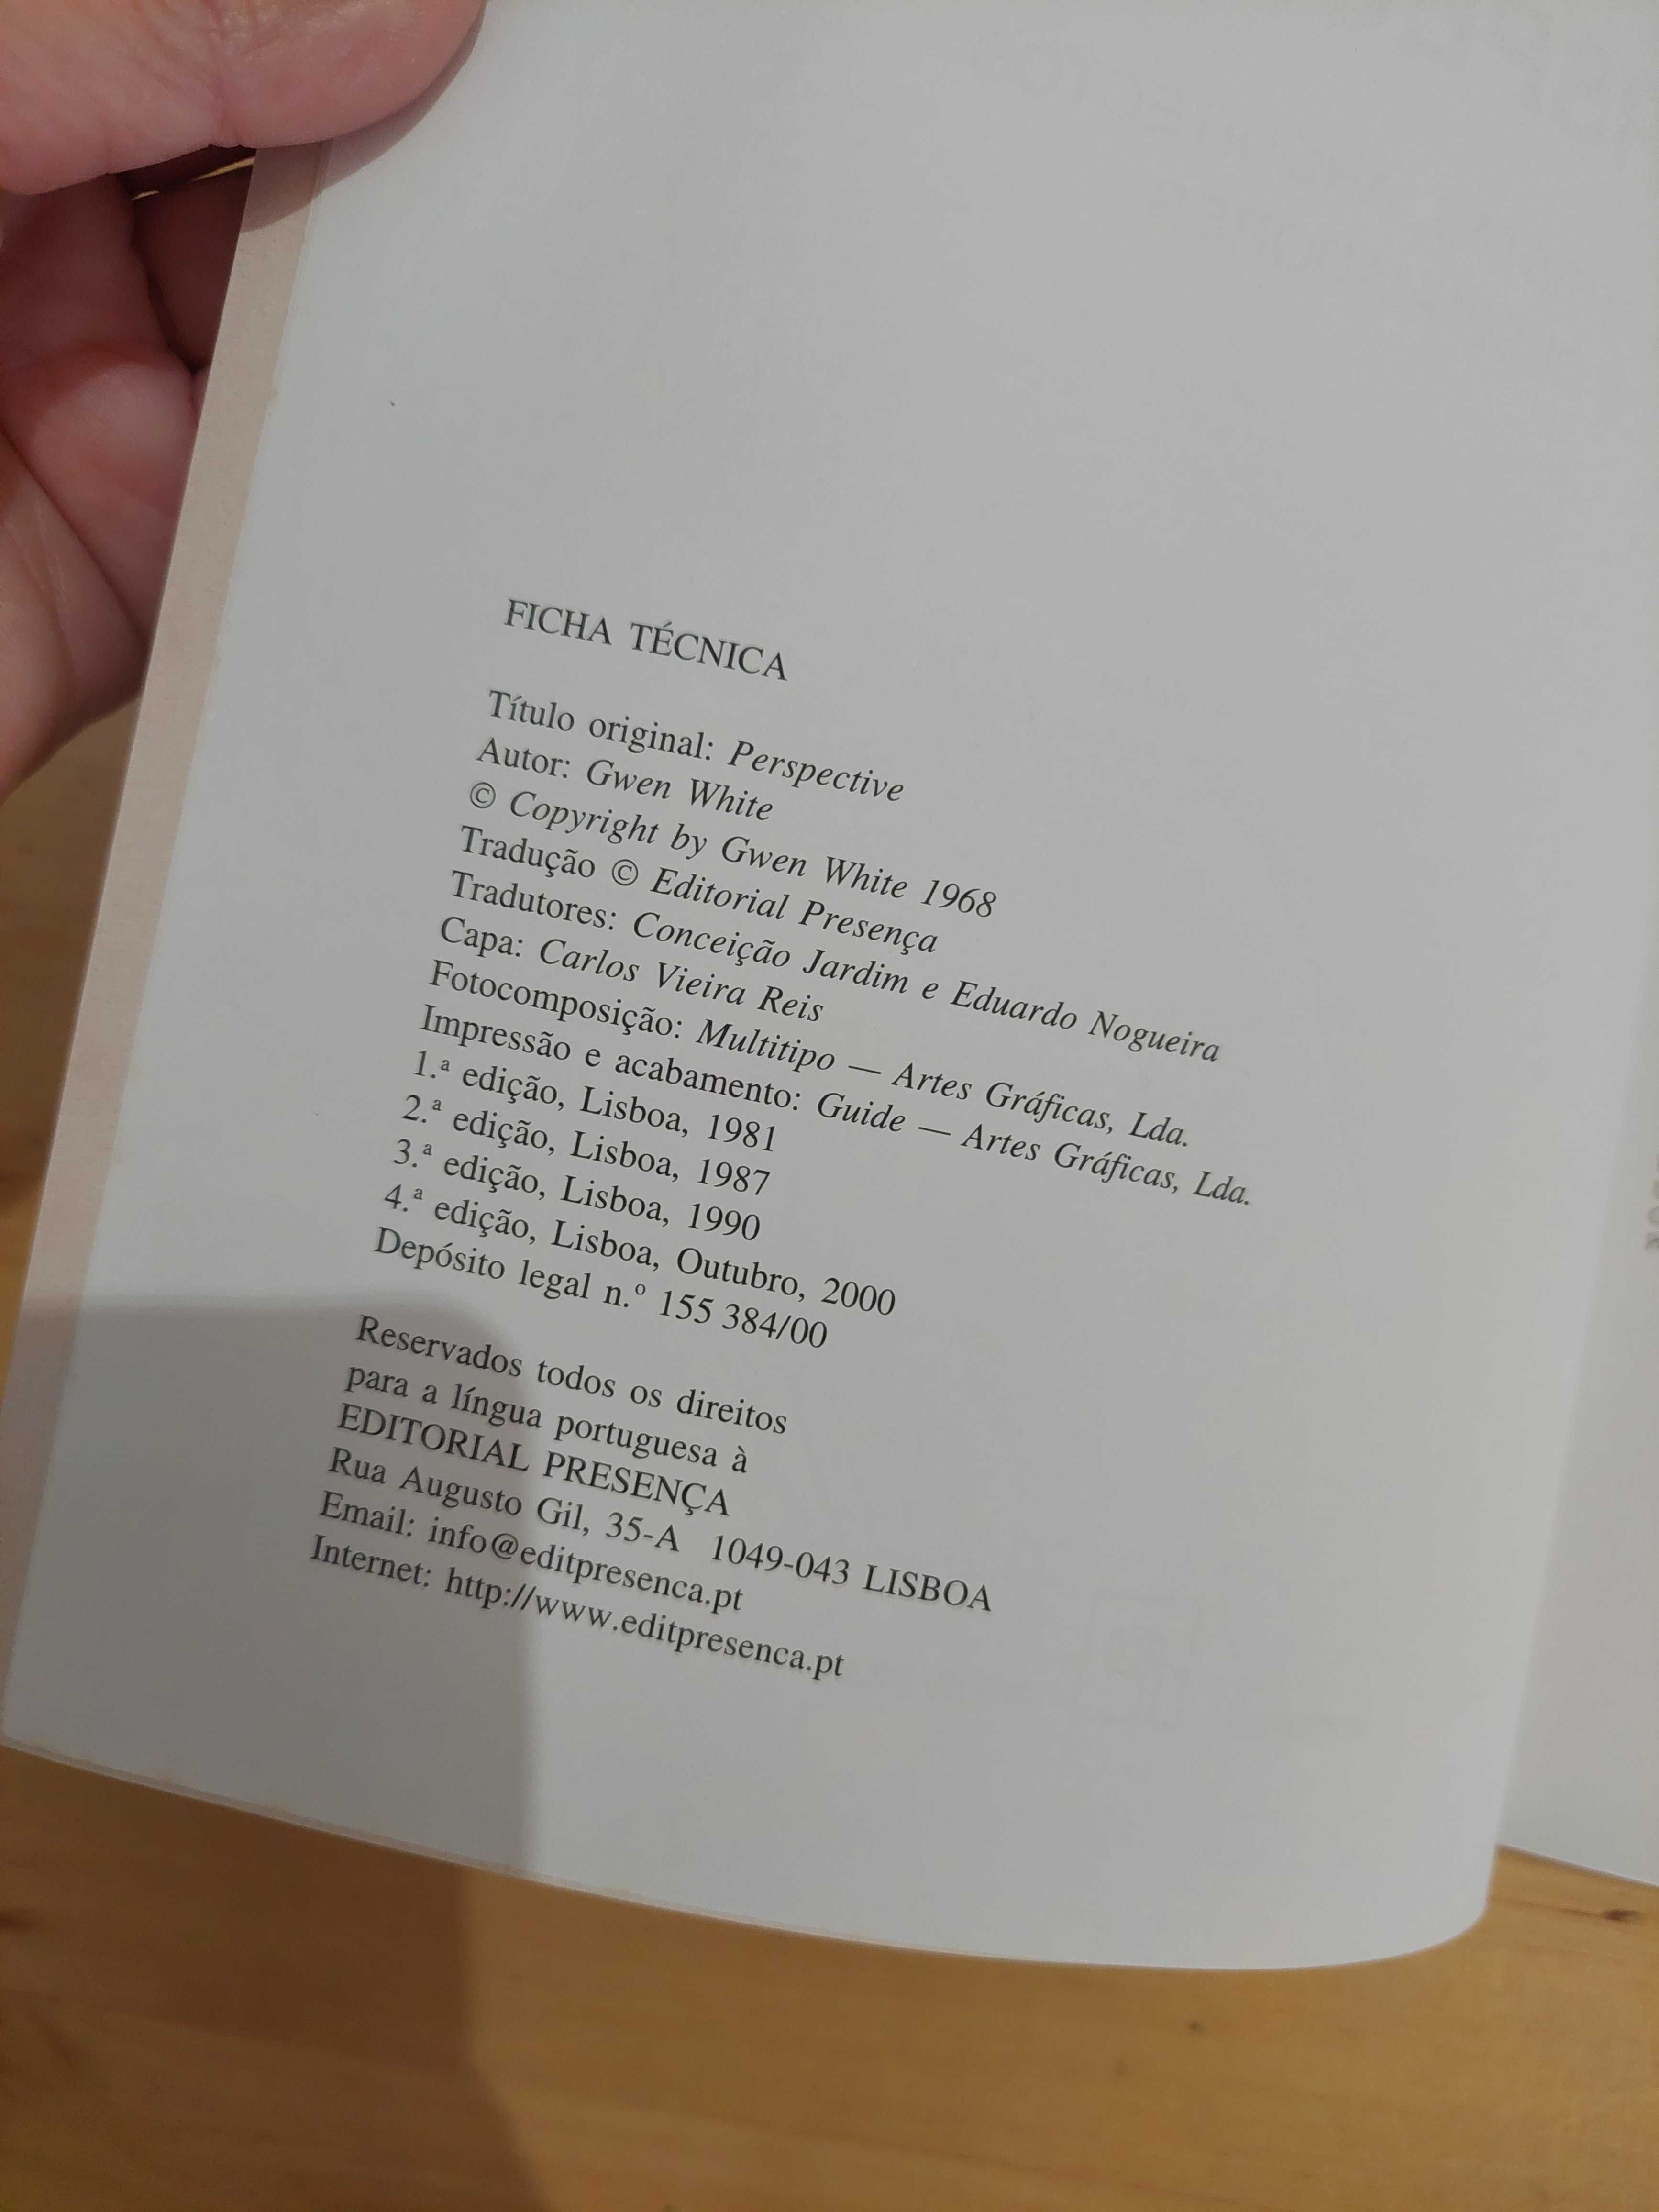 FICHA TÉCNICA
Título original: Perspective
Autor: Gwen White
© Copyright by Gwen White 1968
Tradução © Editorial Presença
Tradutores: Conceição Jardim e Eduardo Nogueira
Capa: Carlos Vieira Reis
Fotocomposição: Multitipo — Artes Gráficas, Lda.
Impressão e acabamento: Guide — Artes Gráficas, Lda.
1.ª edição, Lisboa, 1981
2.ª edição, Lisboa, 1987
3.ª edição, Lisboa, 1990
4.ª edição, Lisboa, Outubro, 2000
Depósito legal n.º 155 384/00
Reservados todos os direitos
para a língua portuguesa à
EDITORIAL PRESENÇA
Rua Augusto Gil, 35-A 1049-043 LISBOA
Email: info@editpresenca.pt
Internet: http://www.editpresenca.pt